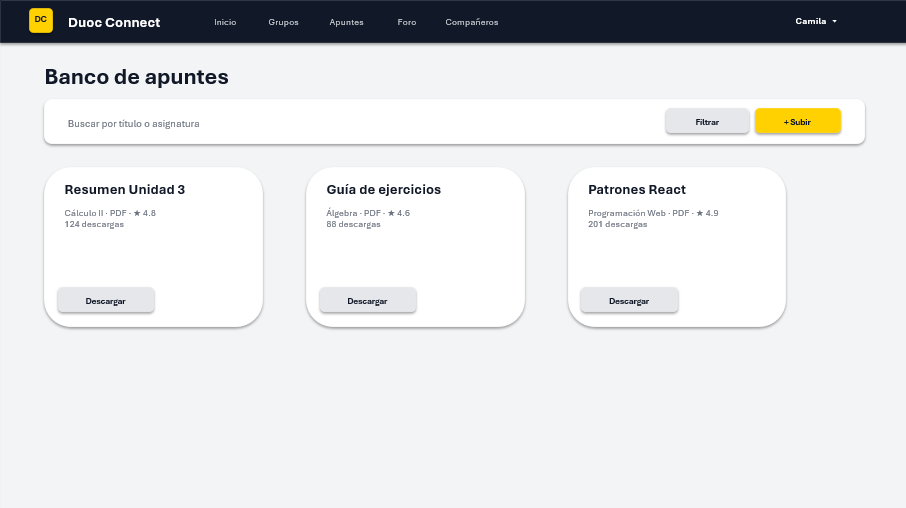 DC
Duoc Connect
Inicio
Grupos
Apuntes
Foro
Compañeros
Camila
Banco de apuntes
Buscar por título o asignatura
Filtrar
+ Subir
Resumen Unidad 3
Cálculo II · PDF · ★ 4.8
124 descargas
Descargar
Guía de ejercicios
Álgebra · PDF · ★ 4.6
88 descargas
Descargar
Patrones React
Programación Web · PDF · ★ 4.9
201 descargas
Descargar